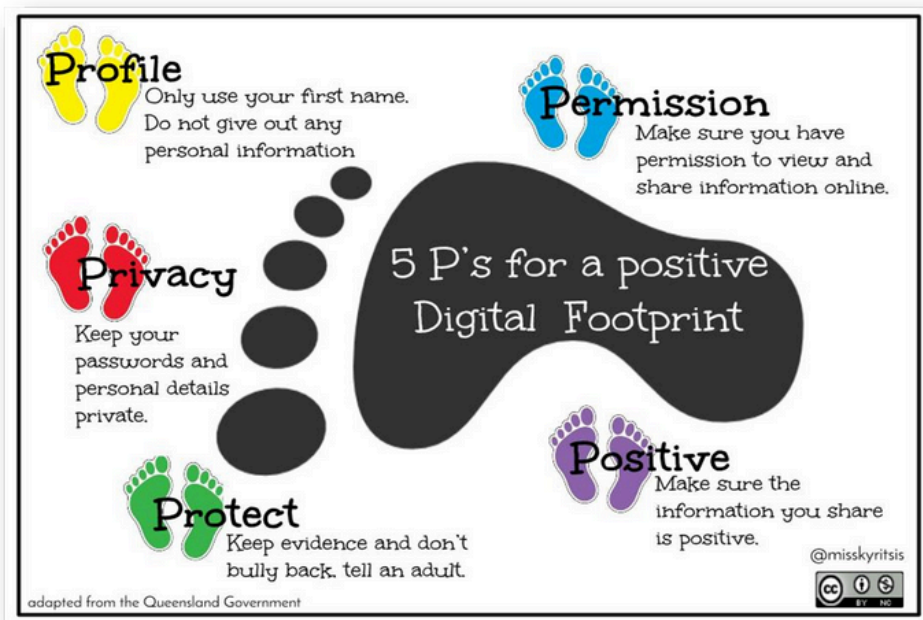 Profile
Only use your first name.
Do not give out any
personal information
Permission
Make sure you have
permission to view and
share information online.
5 P's for a positive
Digital Footprint
Privacy
Keep your
passwords and
personal details
private.
Positive
Make sure the
information you share
is positive.
Protect
Keep evidence and don't
bully back. tell an adult.
@misskyritsis
cc
BY NC
adapted from the Queensland Government